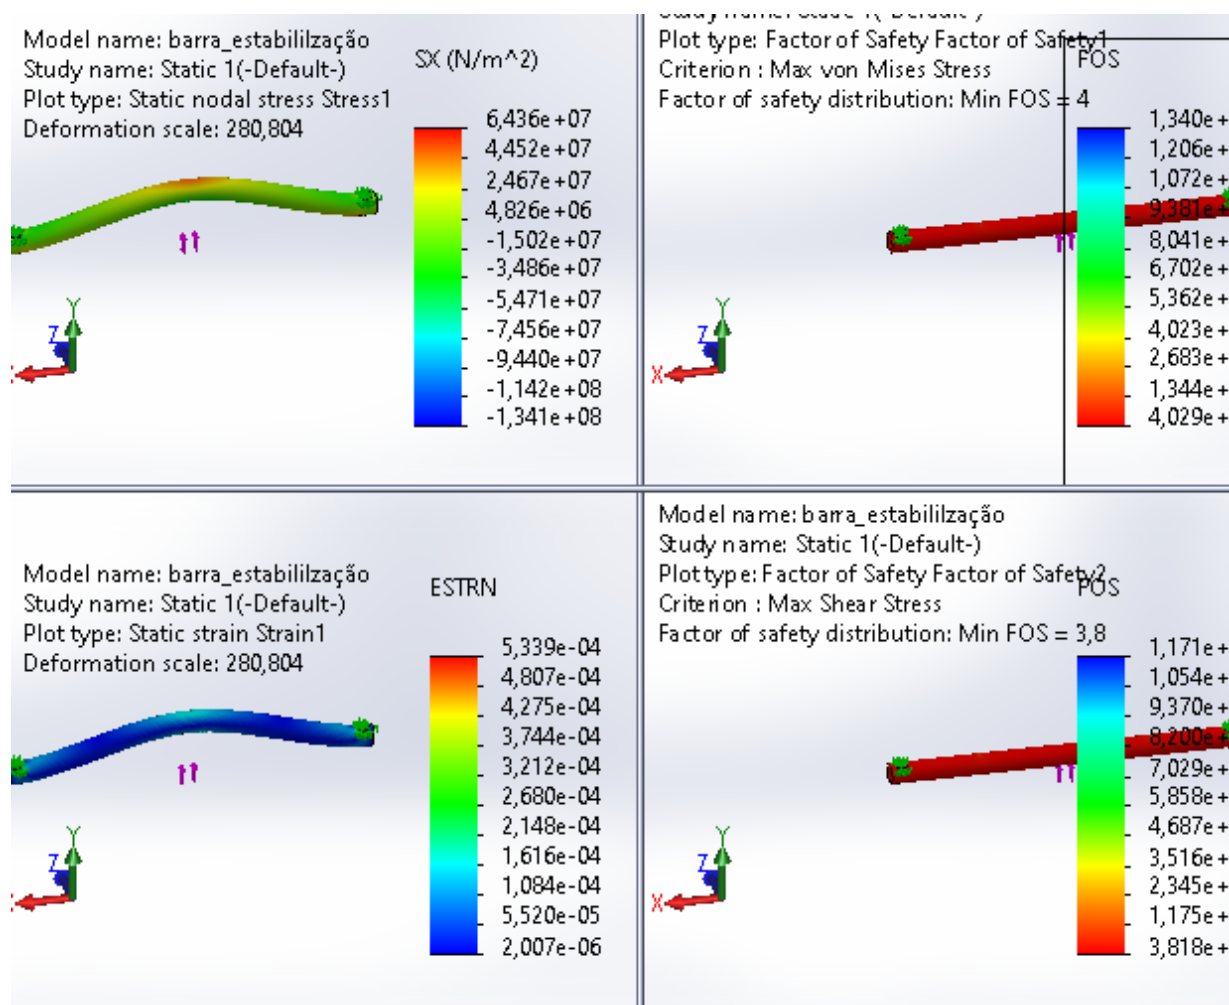 Model name: barra_estabililzação
Study name: Static 1(-Default-)
Plot type: Static nodal stress Stress1
Deformation scale: 280,804
SX (N/m^2)
6,436e+07
4,452e+07
2,467e+07
4,826e+06
-1,502e+07
-3,486e+07
-5,471e+07
-7,456e+07
-9,440e+07
-1,142e+08
-1,341e+08
Y
Z
Study name: Static 1(-Default-)
Plot type: Factor of Safety Factor of Safety1
Criterion : Max von Mises Stress
Factor of safety distribution: Min FOS = 4
FOS
1,340e+
1,206e+
1,072e+
9,381e+
8,041e+
6,702e+
5,362e+
4,023e+
2,683e+
1,344e+
4,029e+
Y
Z
X
Model name: barra_estabililzação
Study name: Static 1(-Default-)
Plot type: Static strain Strain1
Deformation scale: 280,804
ESTRN
5,339e-04
4,807e-04
4,275e-04
3,744e-04
3,212e-04
2,680e-04
2,148e-04
1,616e-04
1,084e-04
5,520e-05
2,007e-06
Y
Z
Model name: barra_estabililzação
Study name: Static 1(-Default-)
Plot type: Factor of Safety Factor of Safety2
Criterion : Max Shear Stress
Factor of safety distribution: Min FOS = 3,8
FOS
1,171e+
1,054e+
9,370e+
8,200e+
7,029e+
5,858e+
4,687e+
3,516e+
2,345e+
1,175e+
3,818e+
Y
Z
X